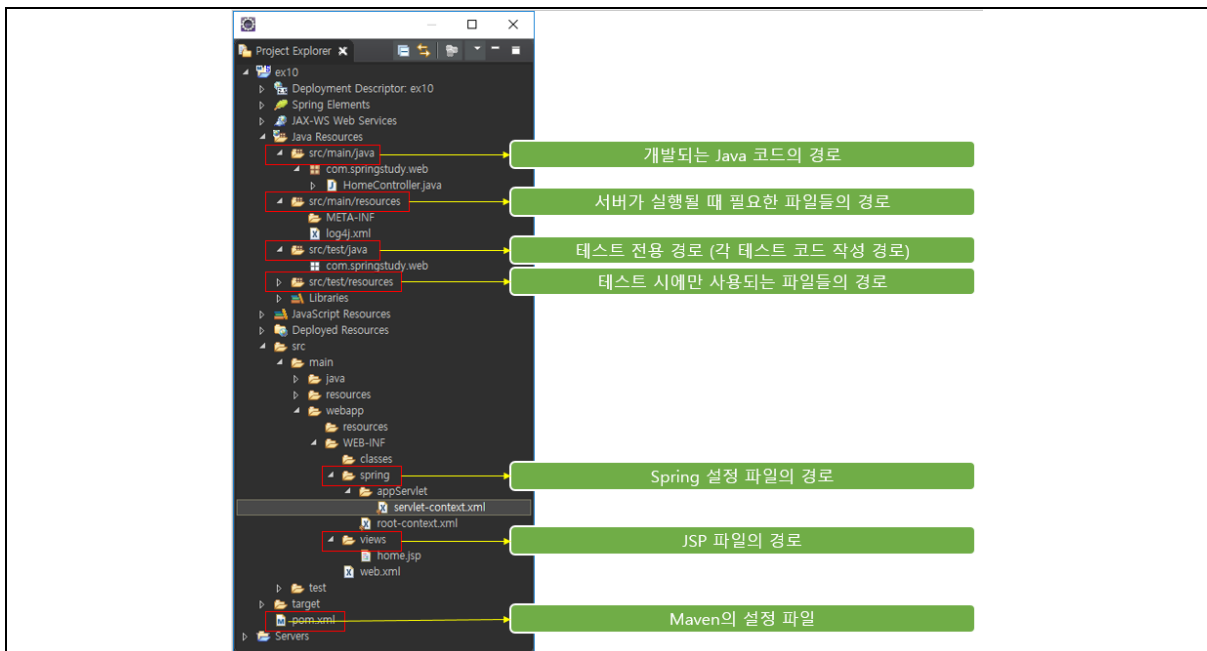 Project Explorer
ex10
Deployment Descriptor: ex10
Spring Elements
JAX-WS Web Services
Java Resources
src/main/java 개발되는 Java 코드의 경로
com.springstudy.web
HomeController.java
src/main/resources 서버가 실행될 때 필요한 파일들의 경로
META-INF
log4j.xml
src/test/java 테스트 전용 경로 (각 테스트 코드 작성 경로)
com.springstudy.web
src/test/resources 테스트 시에만 사용되는 파일들의 경로
Libraries
JavaScript Resources
Deployed Resources
src
main
java
resources
webapp
resources
WEB-INF
classes
spring Spring 설정 파일의 경로
appServlet
servlet-context.xml
root-context.xml
views JSP 파일의 경로
home.jsp
web.xml
test
target
pom.xml Maven의 설정 파일
Servers